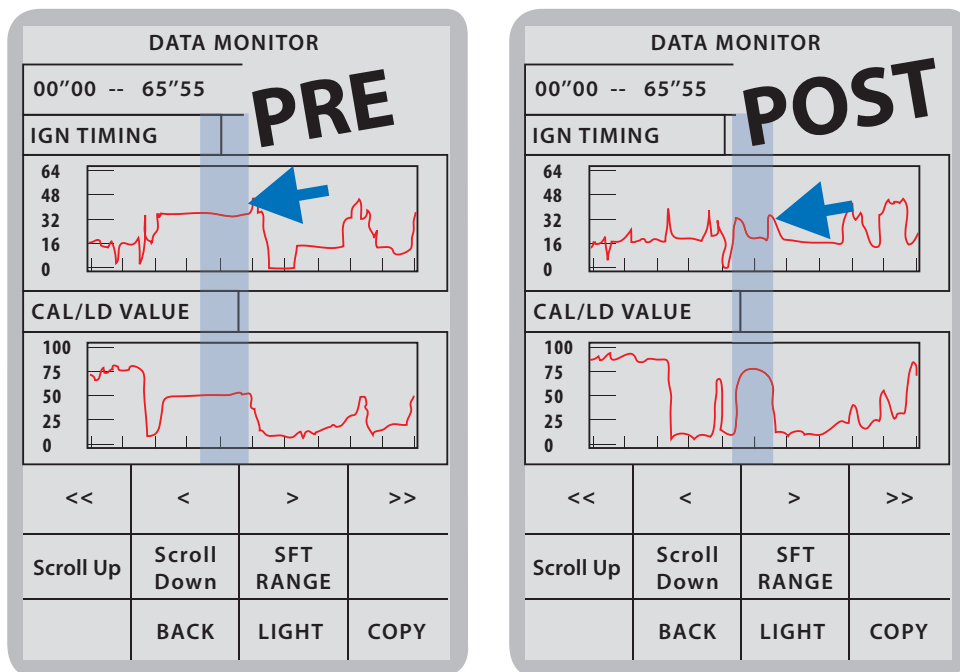 DATA MONITOR
00"00 -- 65"55
PRE
IGN TIMING
64
48
32
16
0
CAL/LD VALUE
100
75
50
25
0
<< < > >>
Scroll Up Scroll Down SFT RANGE
BACK LIGHT COPY
DATA MONITOR
00"00 -- 65"55
POST
IGN TIMING
64
48
32
16
0
CAL/LD VALUE
100
75
50
25
0
<< < > >>
Scroll Up Scroll Down SFT RANGE
BACK LIGHT COPY